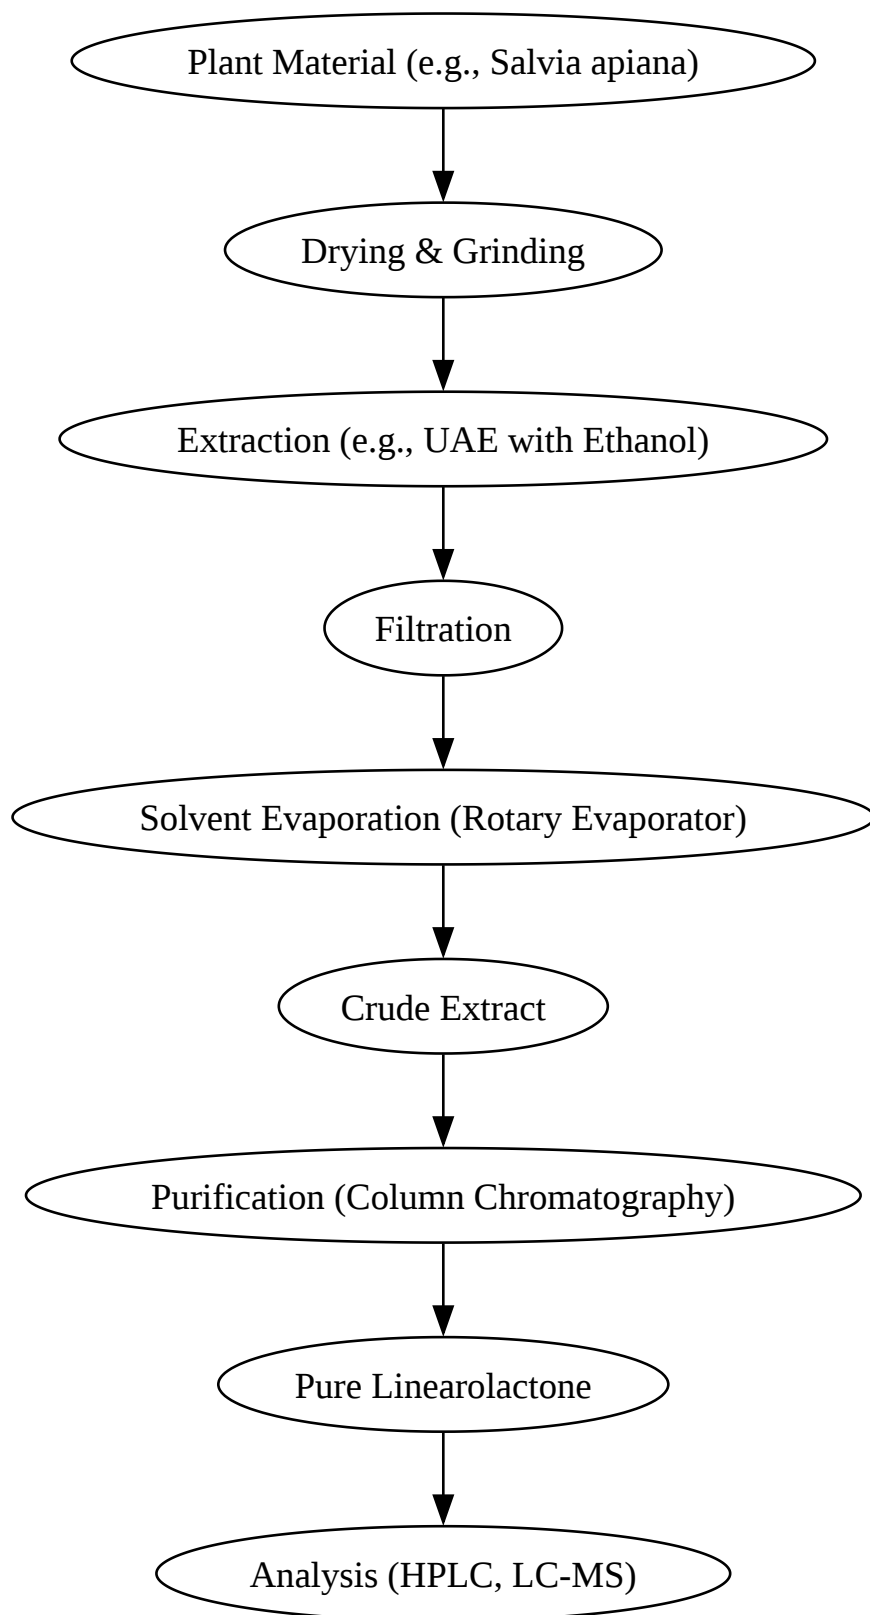 Plant Material (e.g., Salvia apiana)
Drying & Grinding
Extraction (e.g., UAE with Ethanol)
Filtration
Solvent Evaporation (Rotary Evaporator)
Crude Extract
Purification (Column Chromatography)
Pure Linearolactone
Analysis (HPLC, LC-MS)